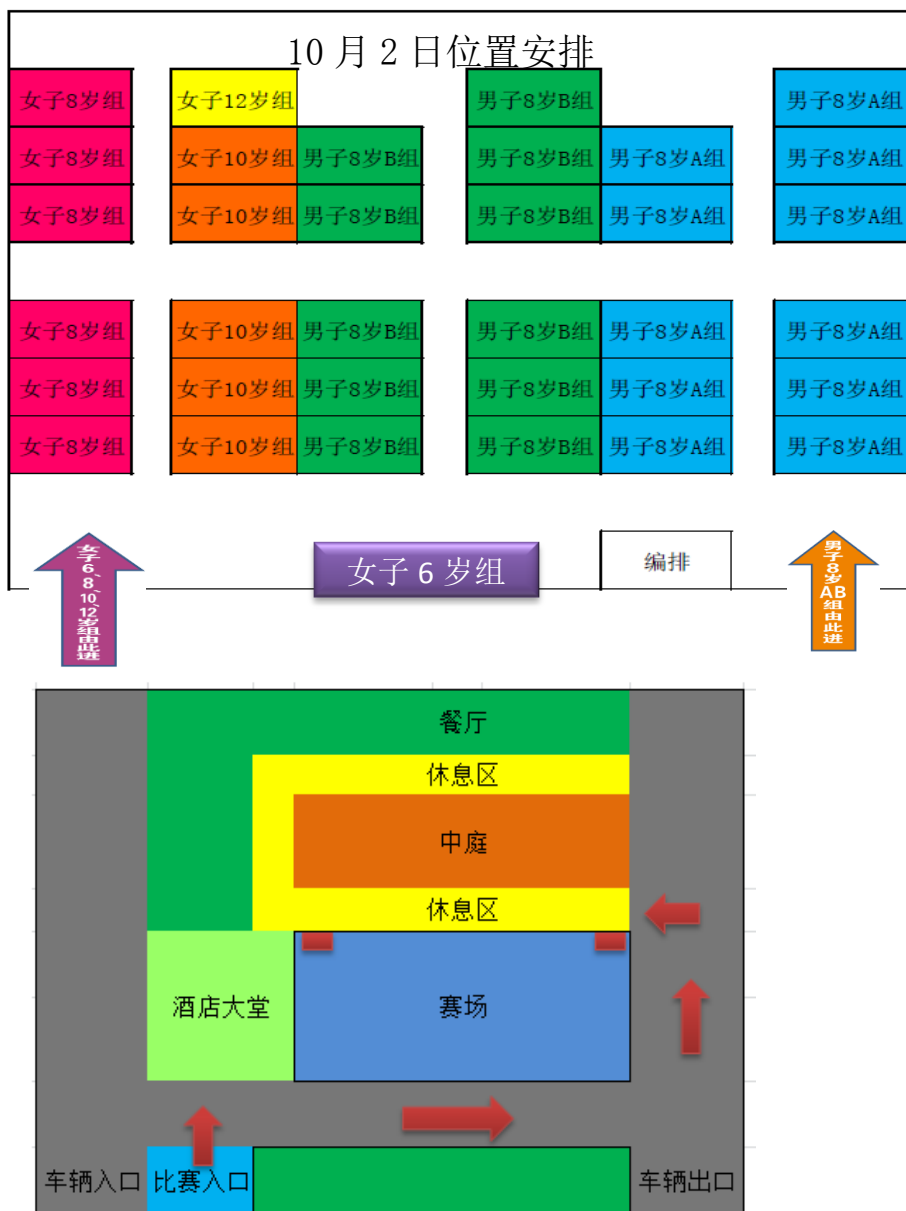 10 月 2 日位置安排
女子8岁组 女子12岁组 男子8岁B组 男子8岁A组
女子8岁组 女子10岁组 男子8岁B组 男子8岁B组 男子8岁A组 男子8岁A组
女子8岁组 女子10岁组 男子8岁B组 男子8岁B组 男子8岁A组 男子8岁A组
女子8岁组 女子10岁组 男子8岁B组 男子8岁B组 男子8岁A组 男子8岁A组
女子8岁组 女子10岁组 男子8岁B组 男子8岁B组 男子8岁A组 男子8岁A组
女子8岁组 女子10岁组 男子8岁B组 男子8岁B组 男子8岁A组 男子8岁A组
女子6、8、10、12岁组由此进
女子 6 岁组
编排
男子8岁AB组由此进
餐厅
休息区
中庭
休息区
酒店大堂 赛场
车辆入口 比赛入口 车辆出口